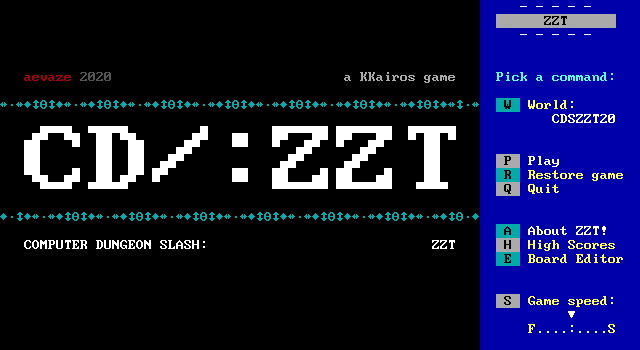 ZZT
aevaze 2020
a KKairos game
CD/:ZZT
COMPUTER DUNGEON SLASH:
ZZT
Pick a command:
W World:
CDSZZT20
P Play
R Restore game
Q Quit
A About ZZT!
H High Scores
E Board Editor
S Game speed:
F....:....S